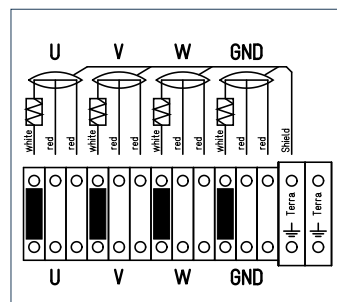 U V W GND
white red red white red red white red red white red red Shield
Terra Terra
U V W GND